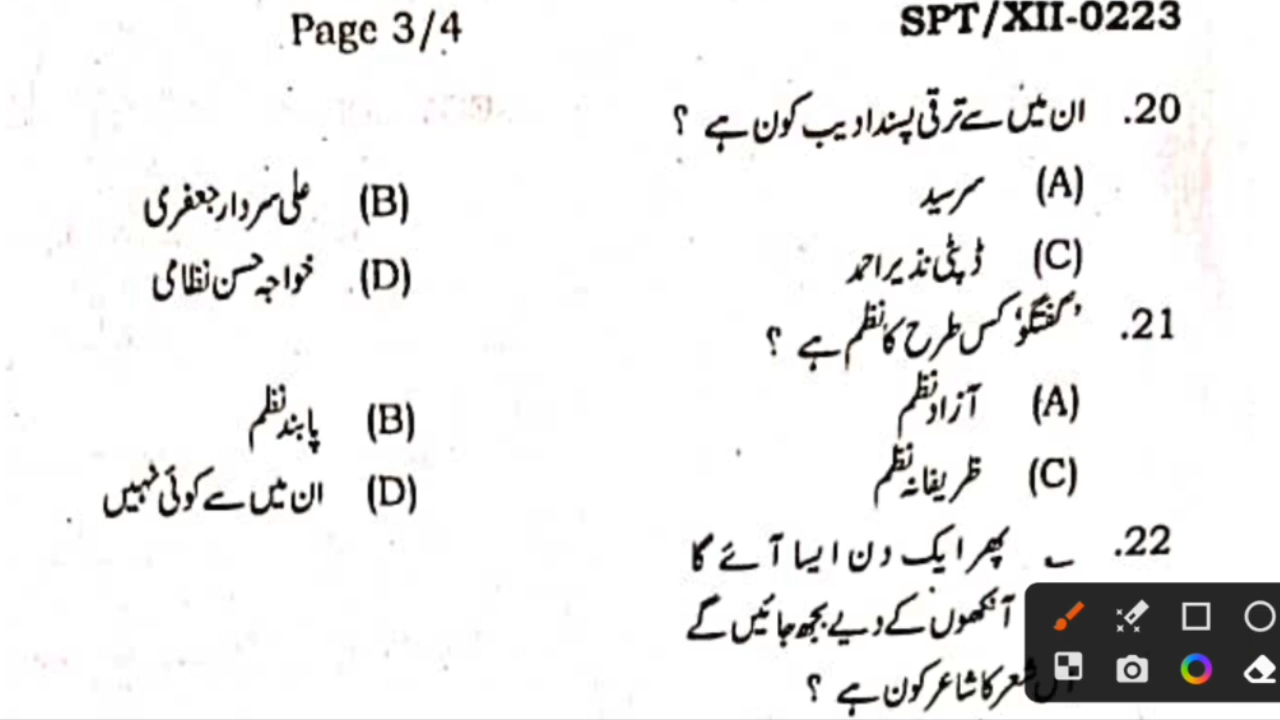 Page 3/4
SPT/XII-0223
20. ان میں سے ترقی پسند ادیب کون ہے ؟
(A) سرسید
(B) علی سردار جعفری
(C) ڈپٹی نذیر احمد
(D) خواجہ حسن نظامی
21. ’گفتگو‘ کس طرح کا نظم ہے ؟
(A) آزاد نظم
(B) پابند نظم
(C) ظریفانہ نظم
(D) ان میں سے کوئی نہیں
22. ؎ پھر ایک دن ایسا آئے گا
آنکھوں کے دیے بجھ جائیں گے
اس شعر کا شاعر کون ہے ؟